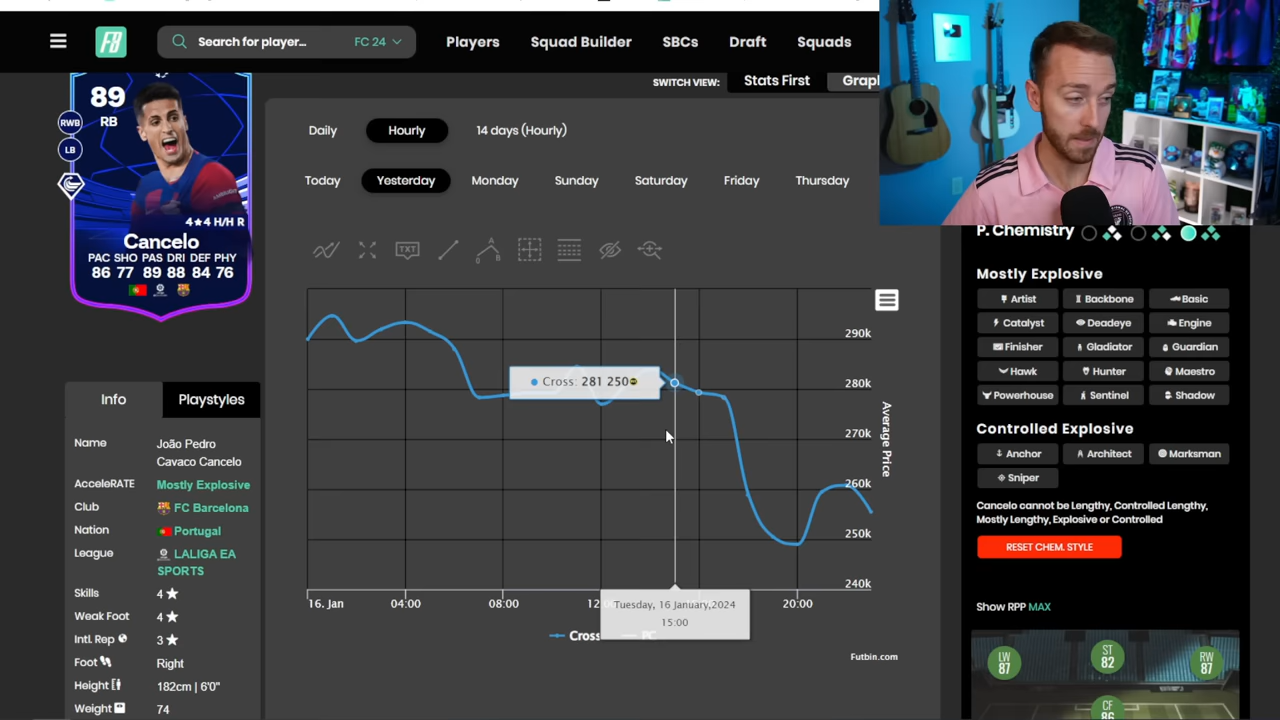 FB
Search for player...
FC 24
Players
Squad Builder
SBCs
Draft
Squads
SWITCH VIEW:
Stats First
Graph
89
RB
RWB
LB
4★4 H/H R
Cancelo
PAC SHO PAS DRI DEF PHY
86 77 89 88 84 76
Daily
Hourly
14 days (Hourly)
Today
Yesterday
Monday
Sunday
Saturday
Friday
Thursday
TXT
290k
280k
270k
260k
250k
240k
Average Price
Cross: 281 250
16. Jan
04:00
08:00
20:00
Tuesday, 16 January,2024
15:00
Cross
PC
Futbin.com
Info
Playstyles
Name
João Pedro
Cavaco Cancelo
AcceleRATE
Mostly Explosive
Club
FC Barcelona
Nation
Portugal
League
LALIGA EA
SPORTS
Skills
4 ★
Weak Foot
4 ★
Intl. Rep
3 ★
Foot
Right
Height
182cm | 6'0"
Weight
74
P. Chemistry
Mostly Explosive
Artist
Backbone
Basic
Catalyst
Deadeye
Engine
Finisher
Gladiator
Guardian
Hawk
Hunter
Maestro
Powerhouse
Sentinel
Shadow
Controlled Explosive
Anchor
Architect
Marksman
Sniper
Cancelo cannot be Lengthy, Controlled Lengthy,
Mostly Lengthy, Explosive or Controlled
RESET CHEM. STYLE
Show RPP MAX
LW
87
ST
82
RW
87
CF
86